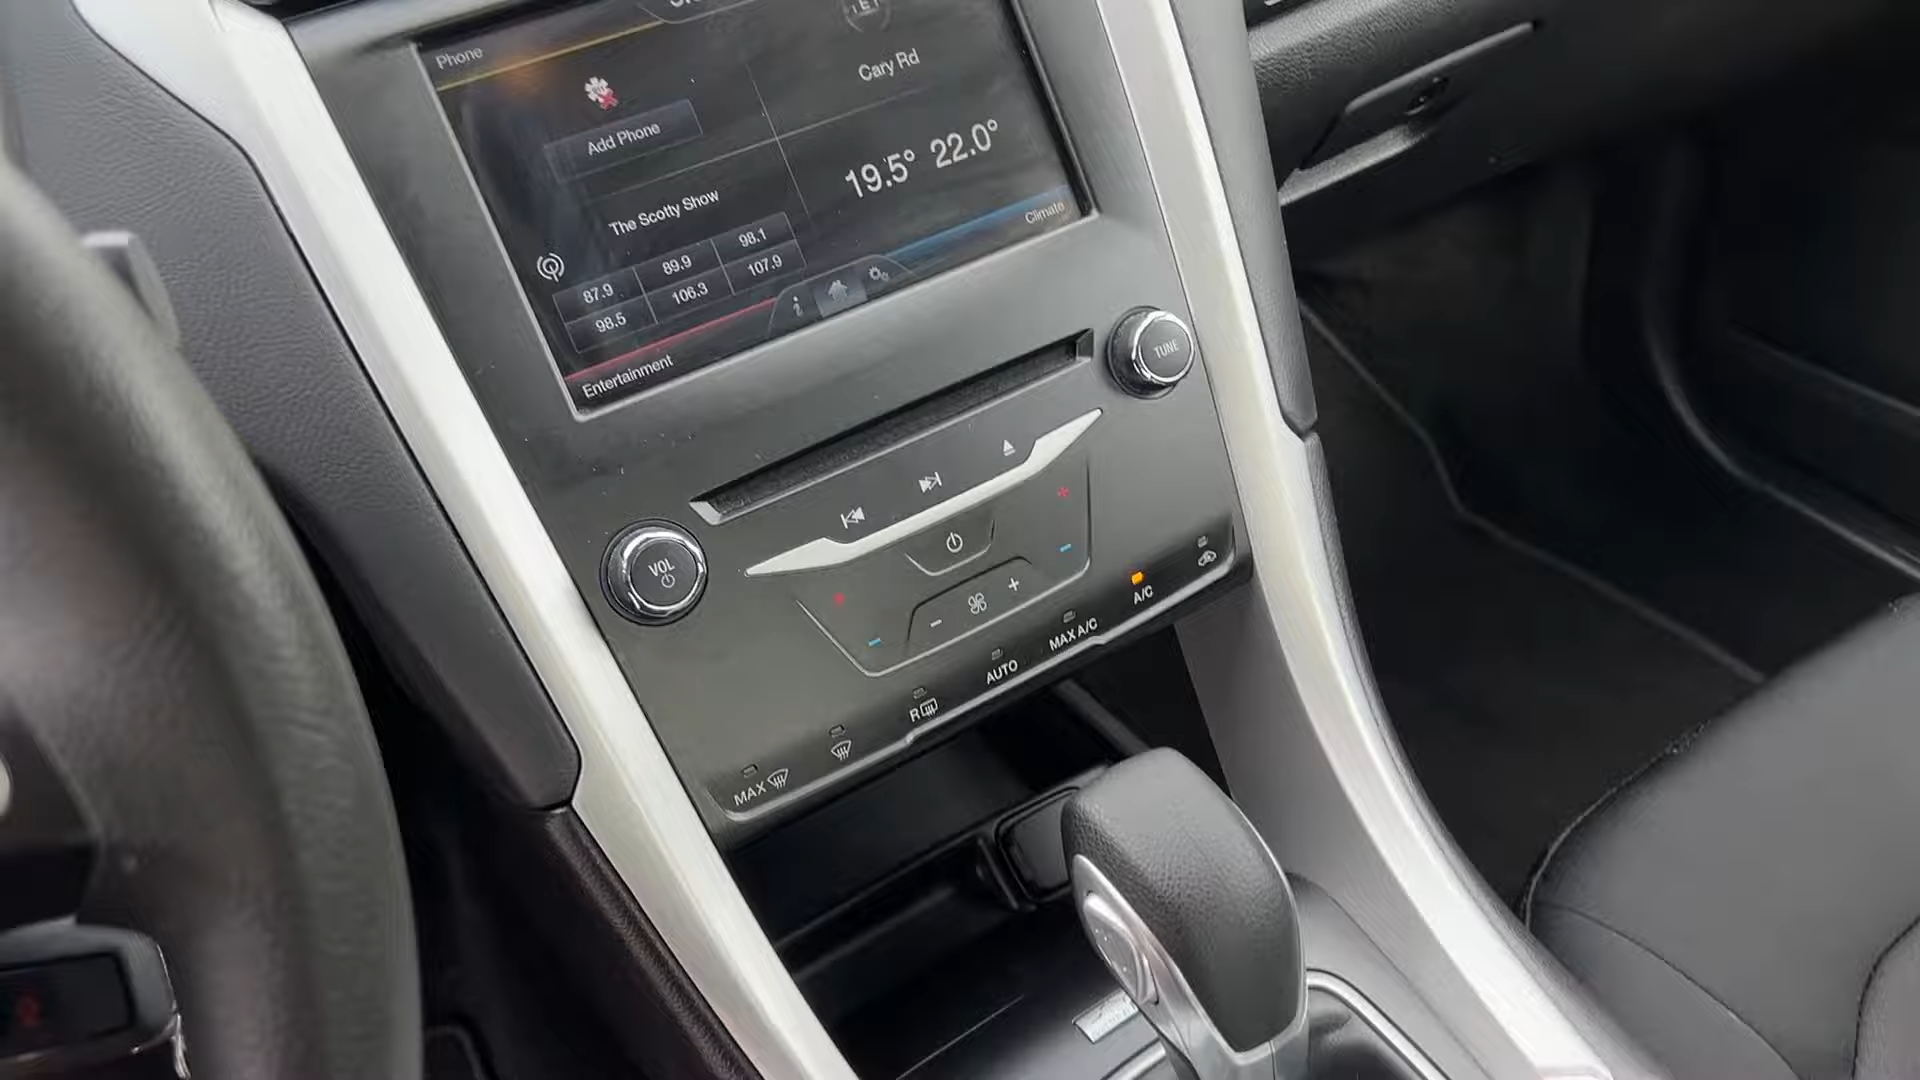 Phone
Cary Rd
Add Phone
19.5° 22.0°
The Scotty Show
Climate
87.9 89.9 98.1
98.5 106.3 107.9
i
Entertainment
TUNE
VOL
A/C
MAX A/C
AUTO
R
MAX